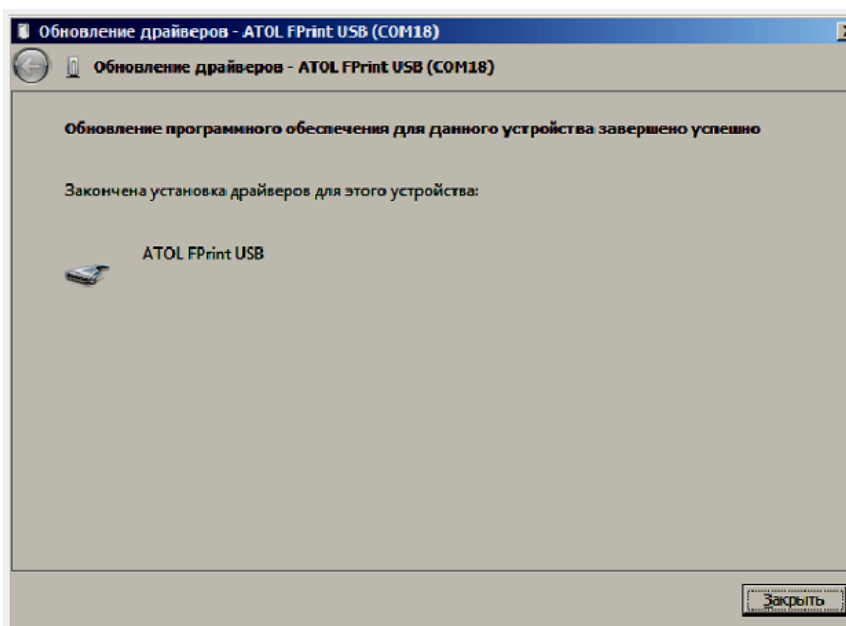 Обновление драйверов - ATOL FPrint USB (COM18)
Обновление драйверов - ATOL FPrint USB (COM18)
Обновление программного обеспечения для данного устройства завершено успешно
Закончена установка драйверов для этого устройства:
ATOL FPrint USB
Закрыть